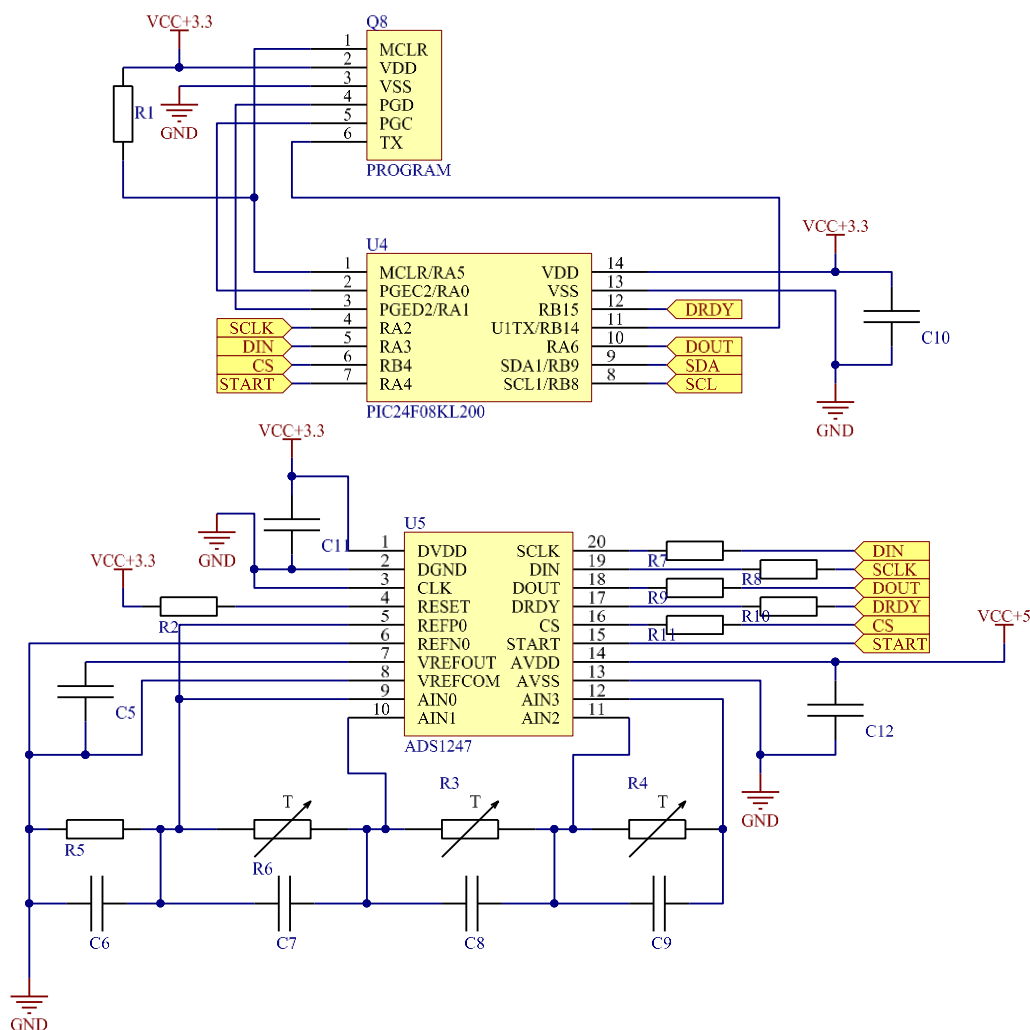 VCC+3.3
Q8
1 MCLR
2 VDD
3 VSS
4 PGD
5 PGC
6 TX
R1
GND
PROGRAM
U4
VCC+3.3
1 MCLR/RA5 VDD 14
2 PGEC2/RA0 VSS 13
3 PGED2/RA1 RB15 12 DRDY
SCLK 4 RA2 U1TX/RB14 11
DIN 5 RA3 RA6 10 DOUT
CS 6 RB4 SDA1/RB9 9 SDA
START 7 RA4 SCL1/RB8 8 SCL
C10
PIC24F08KL200
GND
VCC+3.3
U5
C11
GND
VCC+3.3
1 DVDD SCLK 20 R7 DIN
2 DGND DIN 19 R8 SCLK
3 CLK DOUT 18 R9 DOUT
4 RESET DRDY 17 R10 DRDY
R2
5 REFP0 CS 16 R11 CS
6 REFN0 START 15 START
VCC+5
7 VREFOUT AVDD 14
8 VREFCOM AVSS 13
9 AIN0 AIN3 12
10 AIN1 AIN2 11
C5
C12
ADS1247
GND
R3
R4
T
T
T
R5
R6
C6
C7
C8
C9
GND